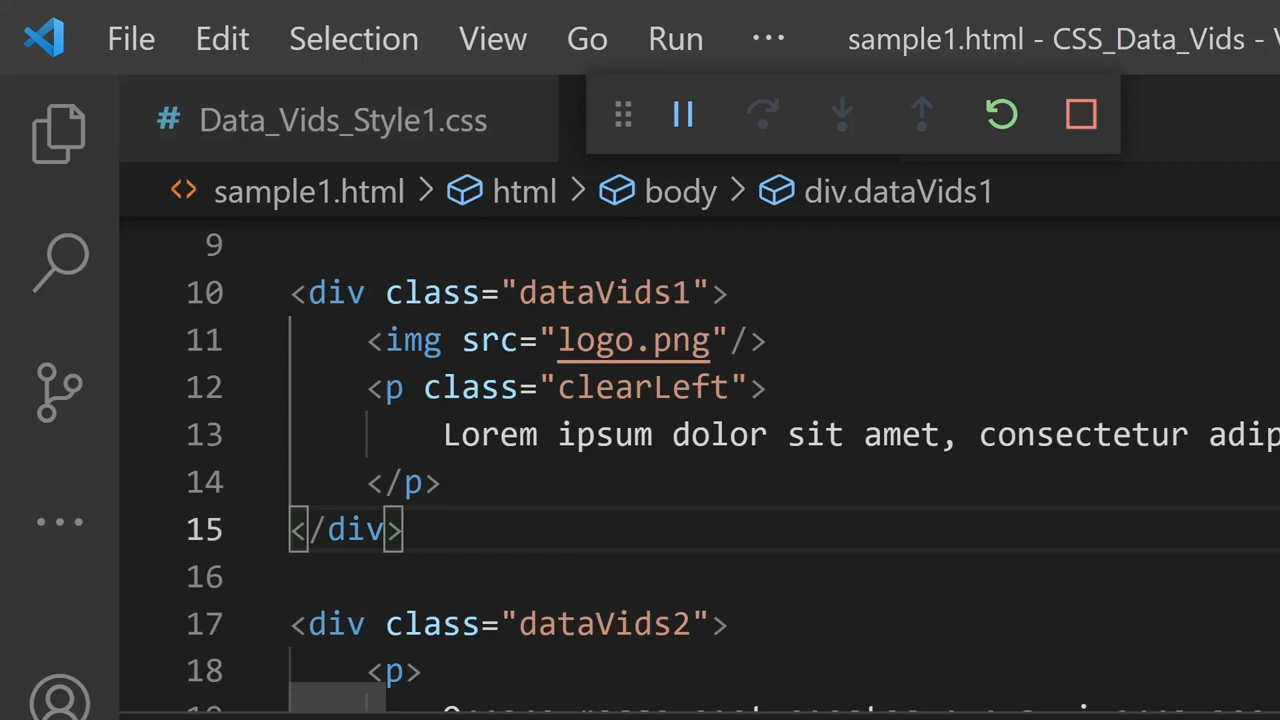 File Edit Selection View Go Run ··· sample1.html - CSS_Data_Vids -
# Data_Vids_Style1.css
<> sample1.html > html > body > div.dataVids1
9
10 <div class="dataVids1">
11 <img src="logo.png"/>
12 <p class="clearLeft">
13 Lorem ipsum dolor sit amet, consectetur adip
14 </p>
15 </div>
16
17 <div class="dataVids2">
18 <p>